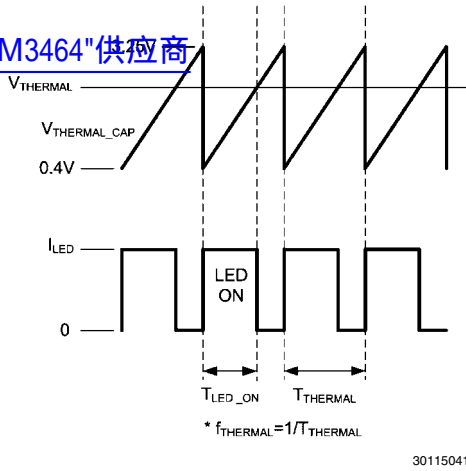 M3464"供应商
3.25V
VTHERMAL
VTHERMAL_CAP
0.4V
ILED
LED
ON
0
TLED_ON
TTHERMAL
* fTHERMAL=1/TTHERMAL
30115041